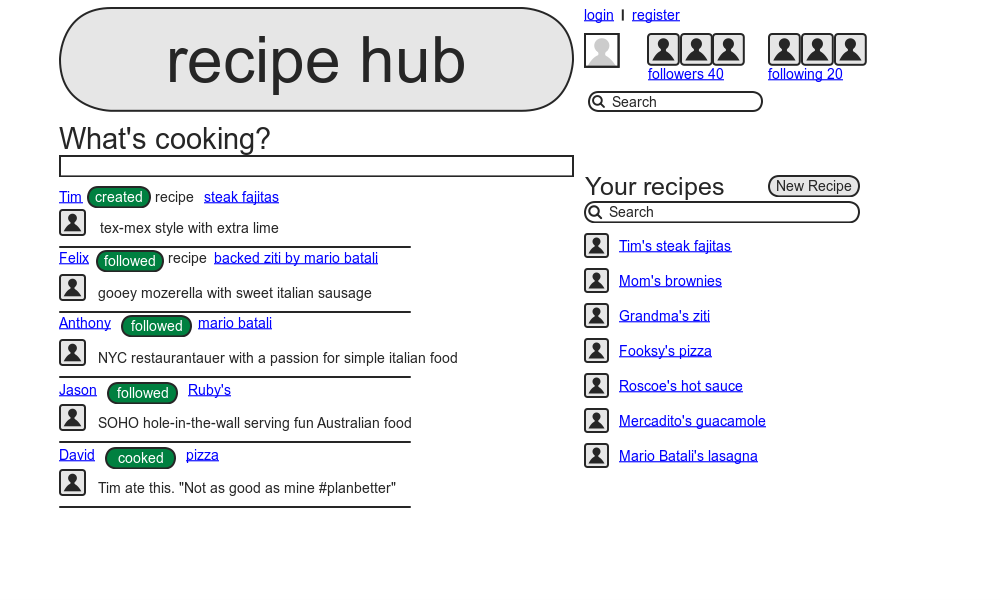 recipe hub
login | register
followers 40 following 20
Search
What's cooking?
Tim created recipe steak fajitas
tex-mex style with extra lime
Felix followed recipe backed ziti by mario batali
gooey mozerella with sweet italian sausage
Anthony followed mario batali
NYC restaurantauer with a passion for simple italian food
Jason followed Ruby's
SOHO hole-in-the-wall serving fun Australian food
David cooked pizza
Tim ate this. "Not as good as mine #planbetter"
Your recipes New Recipe
Search
Tim's steak fajitas
Mom's brownies
Grandma's ziti
Fooksy's pizza
Roscoe's hot sauce
Mercadito's guacamole
Mario Batali's lasagna